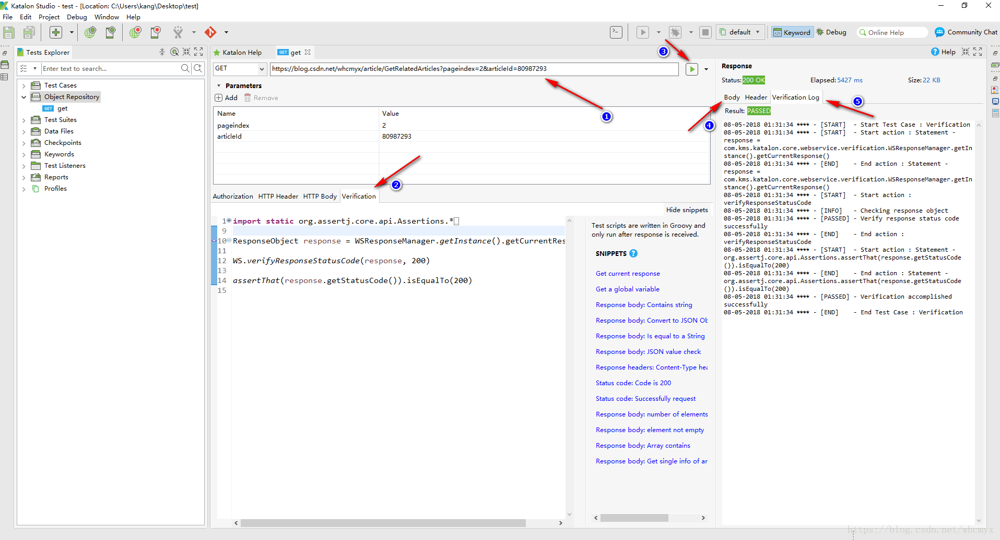 Katalon Studio - test - [Location: C:\Users\kang\Desktop\test]
File Edit Project Debug Window Help
default
Keyword
Debug
Online Help
Community Chat
Tests Explorer
Enter text to search...
Test Cases
Object Repository
GET get
Test Suites
Data Files
Checkpoints
Keywords
Test Listeners
Reports
Profiles
Katalon Help
GET get
Help
GET
https://blog.csdn.net/whcmyx/article/GetRelatedArticles?pageindex=2&articleId=80987293
Parameters
Add Remove
Name Value
pageindex 2
articleId 80987293
1
2
3
4
5
Authorization HTTP Header HTTP Body Verification
Hide snippets
1 import static org.assertj.core.api.Assertions.*
9
10 ResponseObject response = WSResponseManager.getInstance().getCurrentRes
11
12 WS.verifyResponseStatusCode(response, 200)
13
14 assertThat(response.getStatusCode()).isEqualTo(200)
15
Test scripts are written in Groovy and
only run after response is received.
SNIPPETS ?
Get current response
Get a global variable
Response body: Contains string
Response body: Convert to JSON Ob
Response body: Is equal to a String
Response body: JSON value check
Response headers: Content-Type hea
Status code: Code is 200
Status code: Successfully request
Response body: number of elements
Response body: element not empty
Response body: Array contains
Response body: Get single info of ar
Response
Status: 200 OK Elapsed: 5427 ms Size: 22 KB
Body Header Verification Log
Result: PASSED
08-05-2018 01:31:34 ���� - [START] - Start Test Case : Verification
08-05-2018 01:31:34 ���� - [START] - Start action : Statement -
response =
com.kms.katalon.core.webservice.verification.WSResponseManager.getIn
stance().getCurrentResponse()
08-05-2018 01:31:34 ���� - [END] - End action : Statement -
response =
com.kms.katalon.core.webservice.verification.WSResponseManager.getIn
stance().getCurrentResponse()
08-05-2018 01:31:34 ���� - [START] - Start action :
verifyResponseStatusCode
08-05-2018 01:31:34 ���� - [INFO] - Checking response object
08-05-2018 01:31:34 ���� - [PASSED] - Verify response status code
successfully
08-05-2018 01:31:34 ���� - [END] - End action :
verifyResponseStatusCode
08-05-2018 01:31:34 ���� - [START] - Start action : Statement -
org.assertj.core.api.Assertions.assertThat(response.getStatusCode
()).isEqualTo(200)
08-05-2018 01:31:34 ���� - [END] - End action : Statement -
org.assertj.core.api.Assertions.assertThat(response.getStatusCode
()).isEqualTo(200)
08-05-2018 01:31:34 ���� - [PASSED] - Verification accomplished
successfully
08-05-2018 01:31:34 ���� - [END] - End Test Case : Verification
https://blog.csdn.net/whcmyx